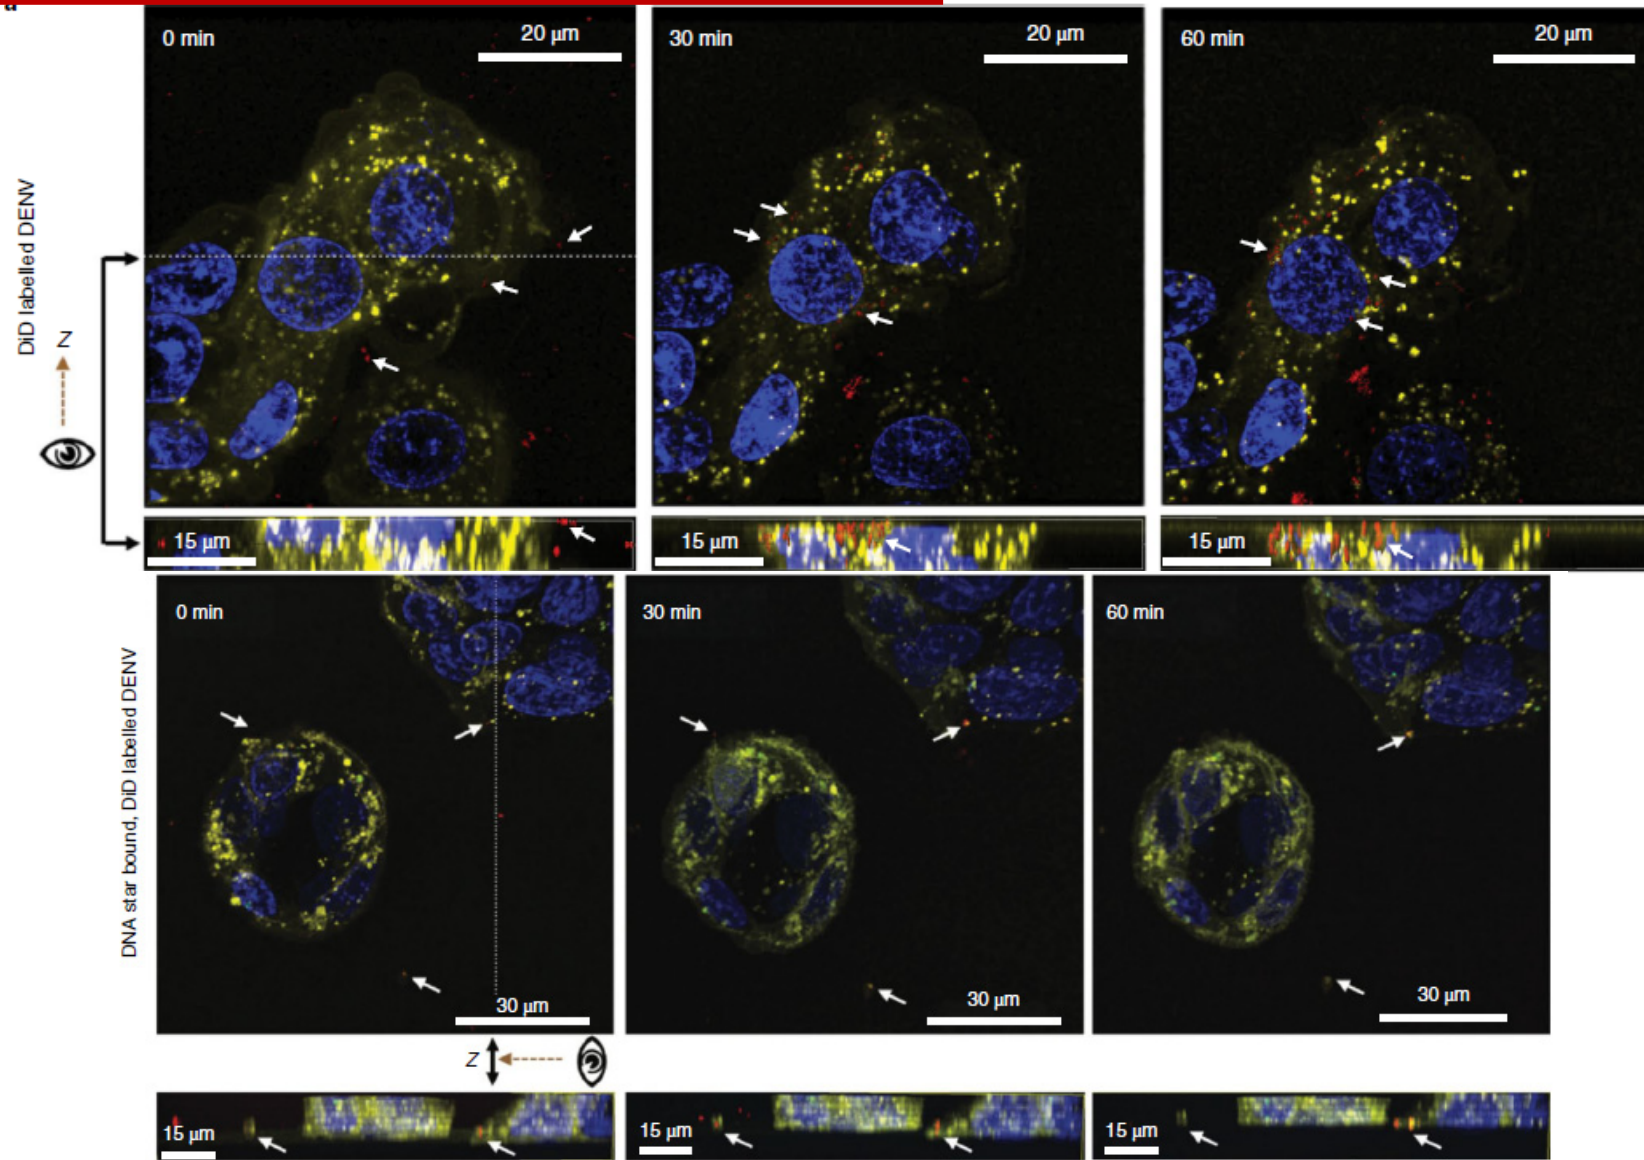 a
0 min
20 µm
30 min
20 µm
60 min
20 µm
DiD labelled DENV
Z
15 µm
15 µm
15 µm
0 min
30 min
60 min
DNA star bound, DiD labelled DENV
30 µm
30 µm
30 µm
Z
15 µm
15 µm
15 µm